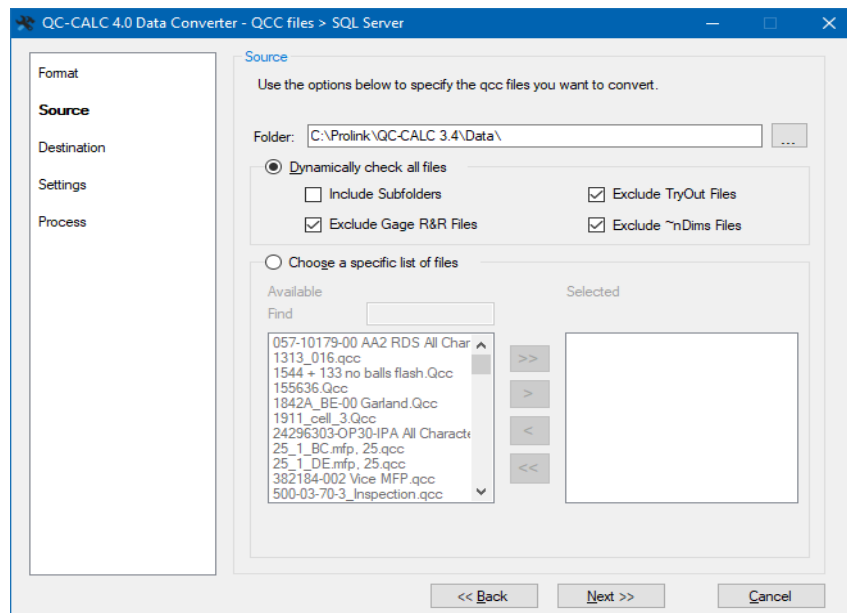 QC-CALC 4.0 Data Converter - QCC files > SQL Server
Format
Source
Destination
Settings
Process
Source
Use the options below to specify the qcc files you want to convert.
Folder: C:\Prolink\QC-CALC 3.4\Data\ ...
Dynamically check all files
Include Subfolders Exclude TryOut Files
Exclude Gage R&R Files Exclude ~nDims Files
Choose a specific list of files
Available Selected
Find
057-10179-00 AA2 RDS All Char
1313_016.qcc
1544 + 133 no balls flash.Qcc
155636.Qcc
1842A_BE-00 Garland.Qcc
1911_cell_3.Qcc
24296303-OP30-IPA All Characte
25_1_BC.mfp, 25.qcc
25_1_DE.mfp, 25.qcc
382184-002 Vice MFP.qcc
500-03-70-3_Inspection.qcc
>>
>
<
<<
<< Back Next >> Cancel